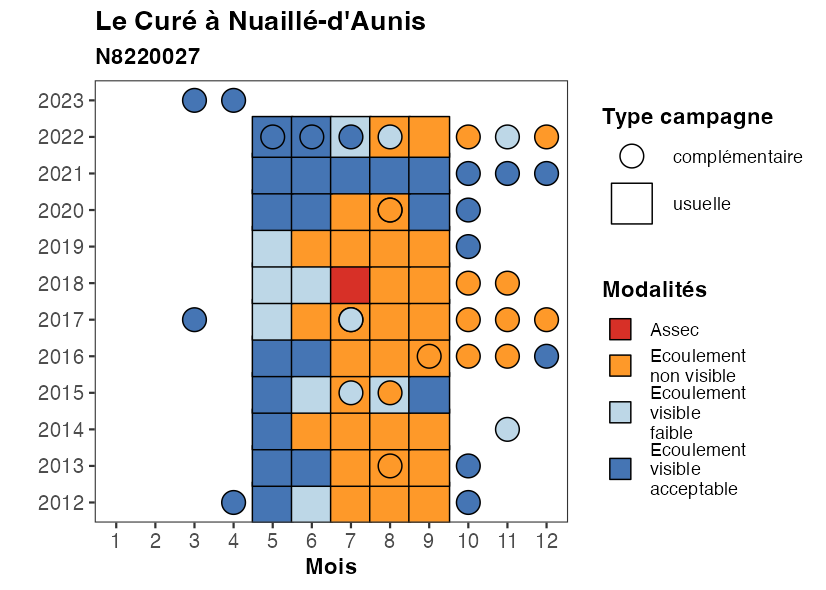 Le Curé à Nuaillé-d'Aunis
N8220027
2023
2022
2021
2020
2019
2018
2017
2016
2015
2014
2013
2012
1 2 3 4 5 6 7 8 9 10 11 12
Mois
Type campagne
complémentaire
usuelle
Modalités
Assec
Ecoulement
non visible
Ecoulement
visible
faible
Ecoulement
visible
acceptable